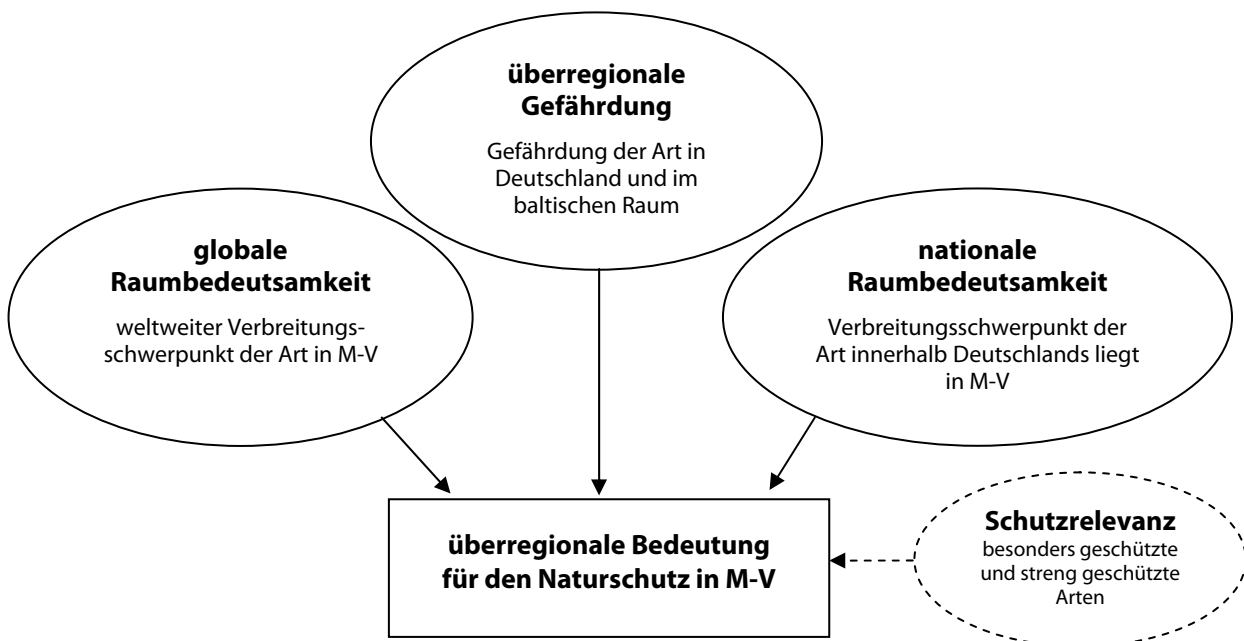 überregionale
Gefährdung
Gefährdung der Art in
Deutschland und im
baltischen Raum
globale
Raumbedeutsamkeit
weltweiter Verbreitungs-
schwerpunkt der Art in M-V
nationale
Raumbedeutsamkeit
Verbreitungsschwerpunkt der
Art innerhalb Deutschlands liegt
in M-V
überregionale Bedeutung
für den Naturschutz in M-V
Schutzrelevanz
besonders geschützte
und streng geschützte
Arten